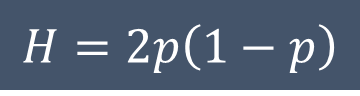 H = 2p(1 − p)